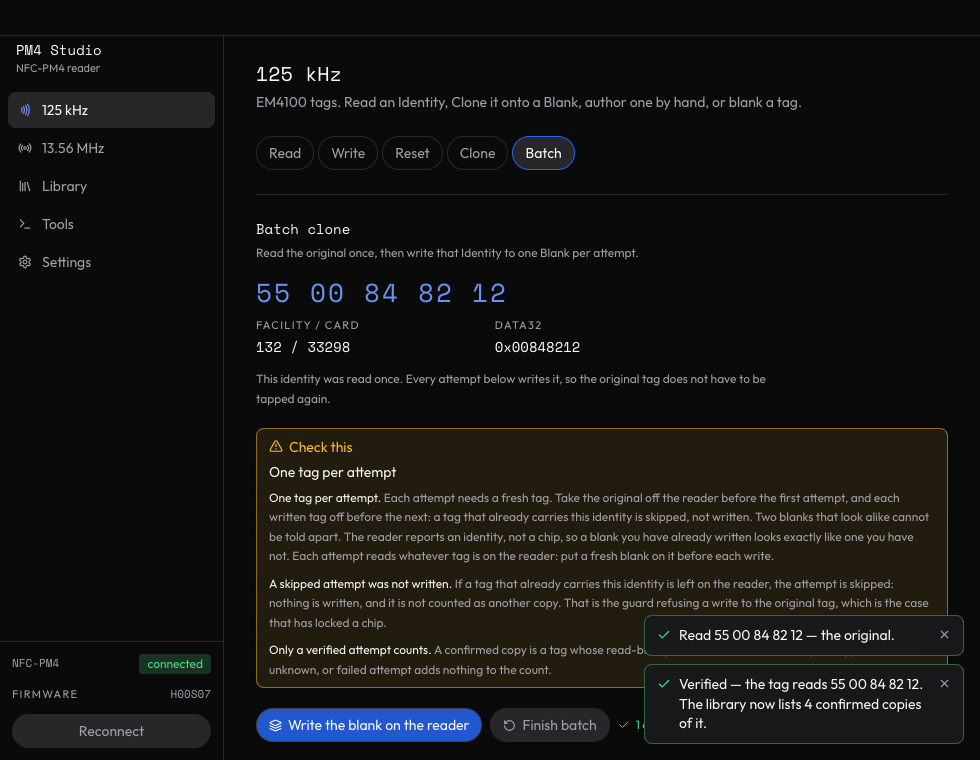 PM4 Studio
NFC-PM4 reader
125 kHz
13.56 MHz
Library
Tools
Settings
NFC-PM4
connected
FIRMWARE
H00S07
Reconnect
125 kHz
EM4100 tags. Read an Identity, Clone it onto a Blank, author one by hand, or blank a tag.
Read
Write
Reset
Clone
Batch
Batch clone
Read the original once, then write that Identity to one Blank per attempt.
55 00 84 82 12
FACILITY / CARD
132 / 33298
DATA32
0x00848212
This identity was read once. Every attempt below writes it, so the original tag does not have to be
tapped again.
Check this
One tag per attempt
One tag per attempt. Each attempt needs a fresh tag. Take the original off the reader before the first attempt, and each
written tag off before the next: a tag that already carries this identity is skipped, not written. Two blanks that look alike cannot
be told apart. The reader reports an identity, not a chip, so a blank you have already written looks exactly like one you have
not. Each attempt reads whatever tag is on the reader: put a fresh blank on it before each write.
A skipped attempt was not written. If a tag that already carries this identity is left on the reader, the attempt is skipped:
nothing is written, and it is not counted as another copy. That is the guard refusing a write to the original tag, which is the case
that has locked a chip.
Only a verified attempt counts. A confirmed copy is a tag whose
unknown, or failed attempt adds nothing to the count.
Write the blank on the reader
Finish batch
1
Read 55 00 84 82 12 — the original.
Verified — the tag reads 55 00 84 82 12.
The library now lists 4 confirmed copies
of it.